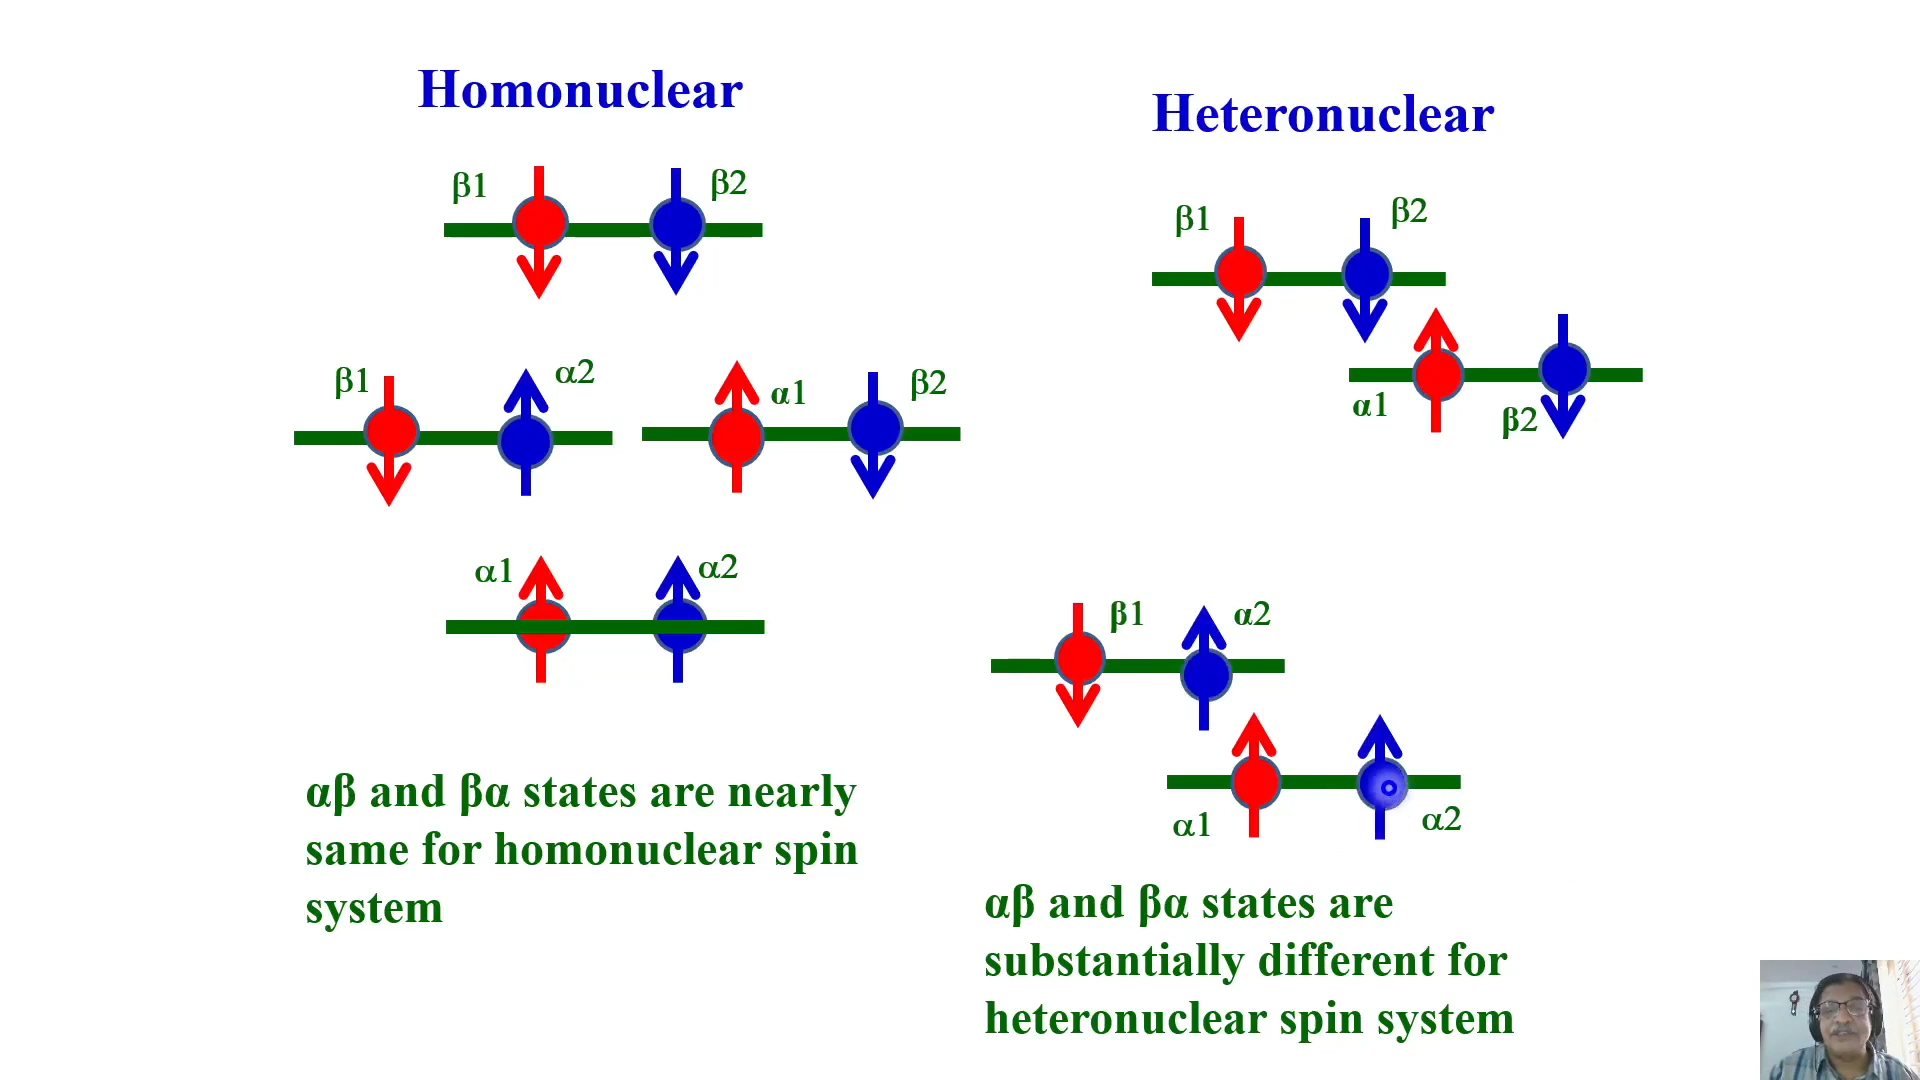 Homonuclear
β1
β2
β1
α2
α1
β2
α1
α2
αβ and βα states are nearly
same for homonuclear spin
system
Heteronuclear
β1
β2
α1
β2
β1
α2
α1
α2
αβ and βα states are
substantially different for
heteronuclear spin system